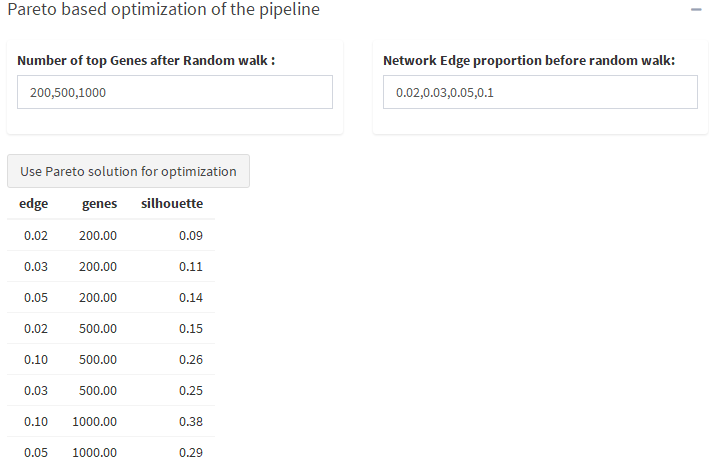 Pareto based optimization of the pipeline
Number of top Genes after Random walk :
200,500,1000
Network Edge proportion before random walk:
0.02,0.03,0.05,0.1
Use Pareto solution for optimization
edge genes silhouette
0.02 200.00 0.09
0.03 200.00 0.11
0.05 200.00 0.14
0.02 500.00 0.15
0.10 500.00 0.26
0.03 500.00 0.25
0.10 1000.00 0.38
0.05 1000.00 0.29